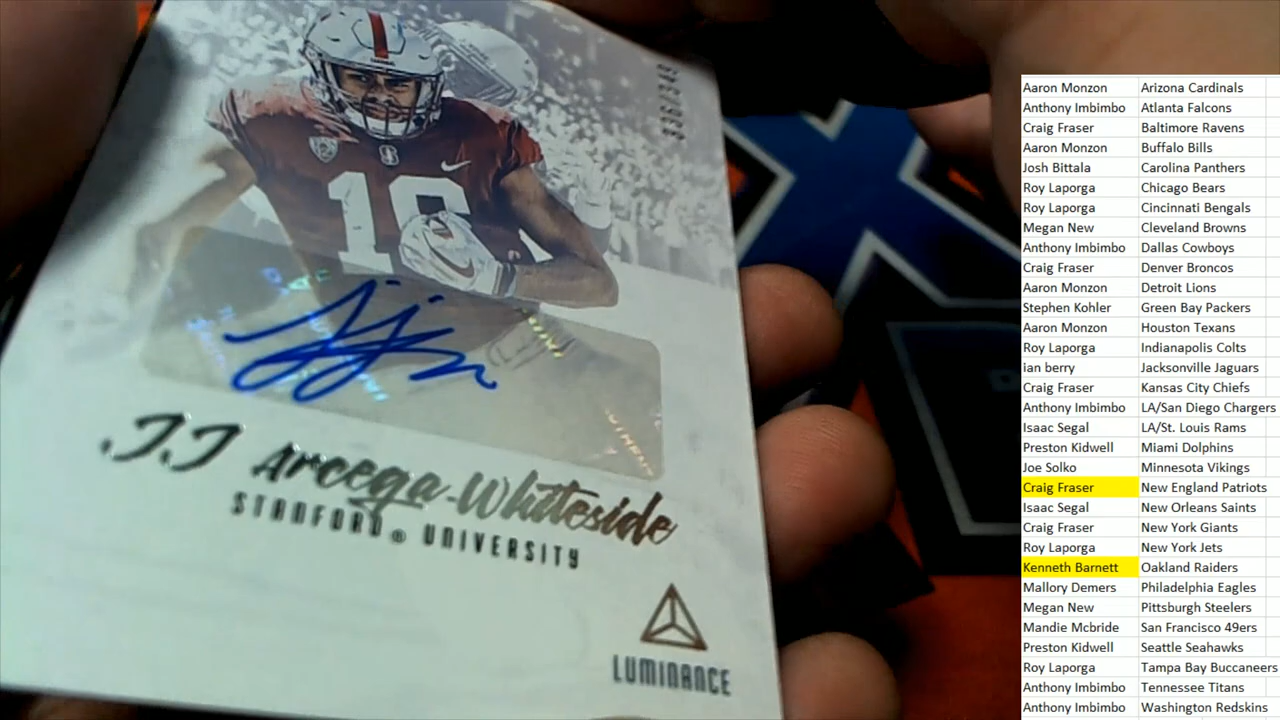 336/349
16
.J.J Arcega-Whiteside
STANFORD® UNIVERSITY
LUMINANCE
Aaron Monzon Arizona Cardinals
Anthony Imbimbo Atlanta Falcons
Craig Fraser Baltimore Ravens
Aaron Monzon Buffalo Bills
Josh Bittala Carolina Panthers
Roy Laporga Chicago Bears
Roy Laporga Cincinnati Bengals
Megan New Cleveland Browns
Anthony Imbimbo Dallas Cowboys
Craig Fraser Denver Broncos
Aaron Monzon Detroit Lions
Stephen Kohler Green Bay Packers
Aaron Monzon Houston Texans
Roy Laporga Indianapolis Colts
ian berry Jacksonville Jaguars
Craig Fraser Kansas City Chiefs
Anthony Imbimbo LA/San Diego Chargers
Isaac Segal LA/St. Louis Rams
Preston Kidwell Miami Dolphins
Joe Solko Minnesota Vikings
Craig Fraser New England Patriots
Isaac Segal New Orleans Saints
Craig Fraser New York Giants
Roy Laporga New York Jets
Kenneth Barnett Oakland Raiders
Mallory Demers Philadelphia Eagles
Megan New Pittsburgh Steelers
Mandie Mcbride San Francisco 49ers
Preston Kidwell Seattle Seahawks
Roy Laporga Tampa Bay Buccaneers
Anthony Imbimbo Tennessee Titans
Anthony Imbimbo Washington Redskins